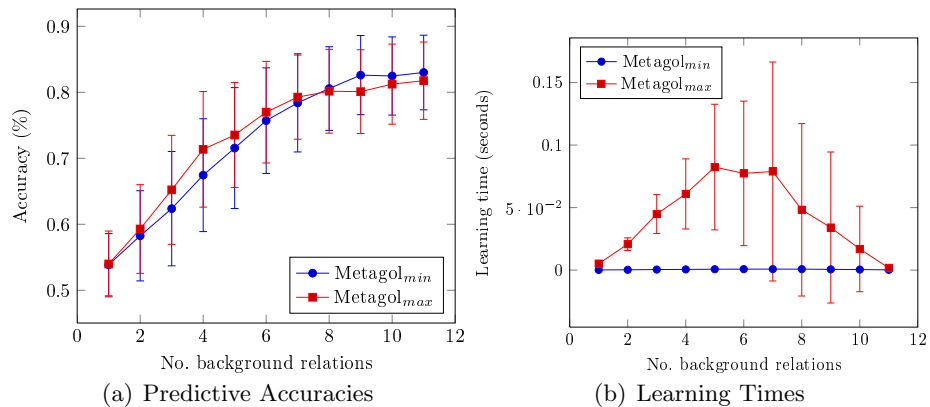 0.9
0.8
0.7
0.6
0.5
Accuracy (%)
0 2 4 6 8 10 12
No. background relations
Metagol_min
Metagol_max
(a) Predictive Accuracies
0.15
0.1
5 · 10^−2
0
Learning time (seconds)
0 2 4 6 8 10 12
No. background relations
Metagol_min
Metagol_max
(b) Learning Times